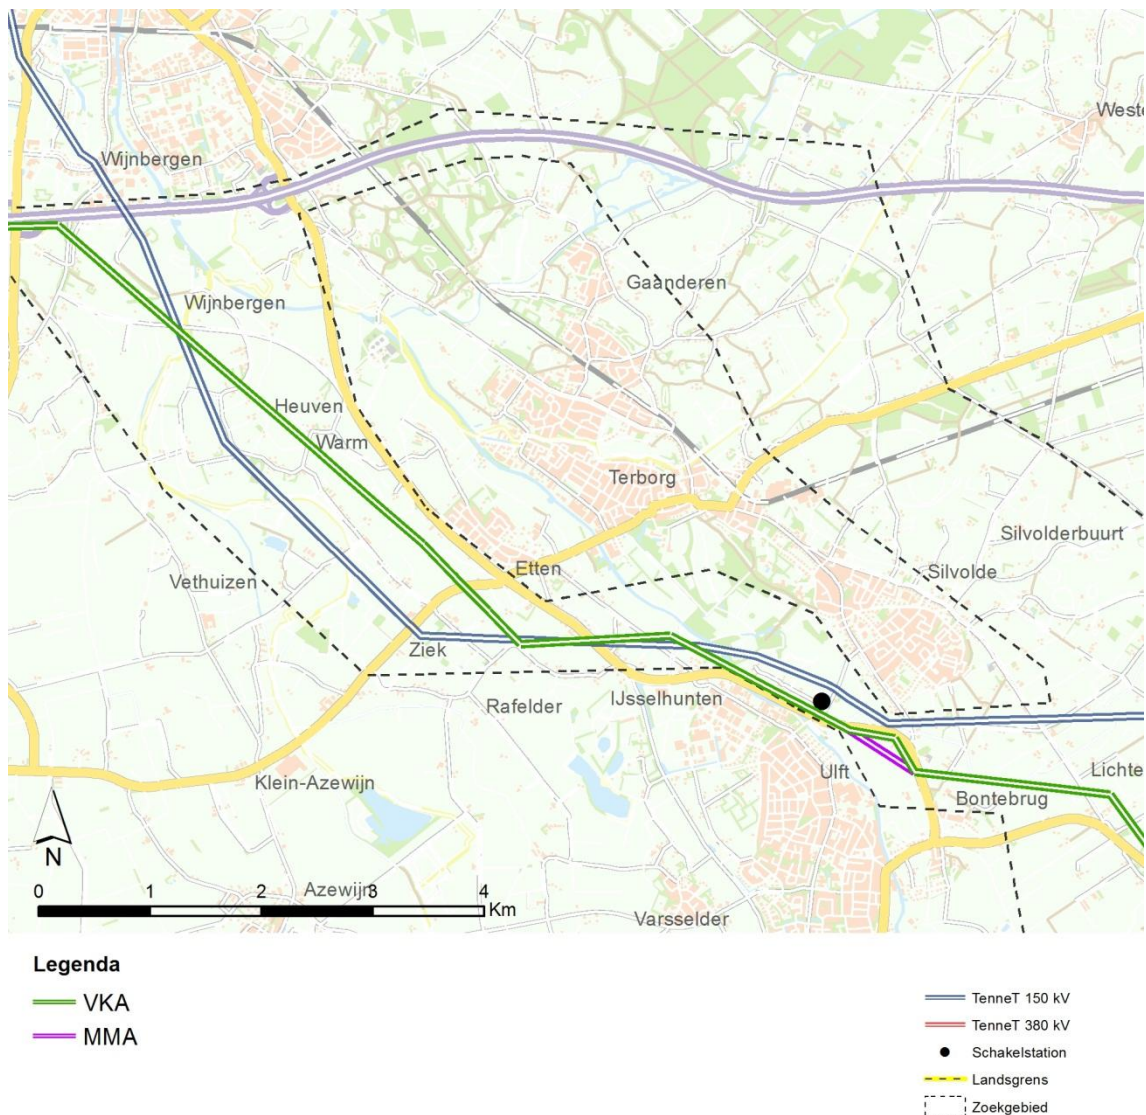 Weste
Wijnbergen
Gaanderen
Wijnbergen
Heuven
Warm
Terborg
Silvolderbuurt
Etten
Silvolde
Vethuizen
Ziek
Rafelder
IJsselhunten
Klein-Azewijn
Ulft
Lichte
Bontebrug
N
Azewijn
Varsselder
0 1 2 3 4
Km
Legenda
VKA
MMA
TenneT 150 kV
TenneT 380 kV
Schakelstation
Landsgrens
Zoekgebied